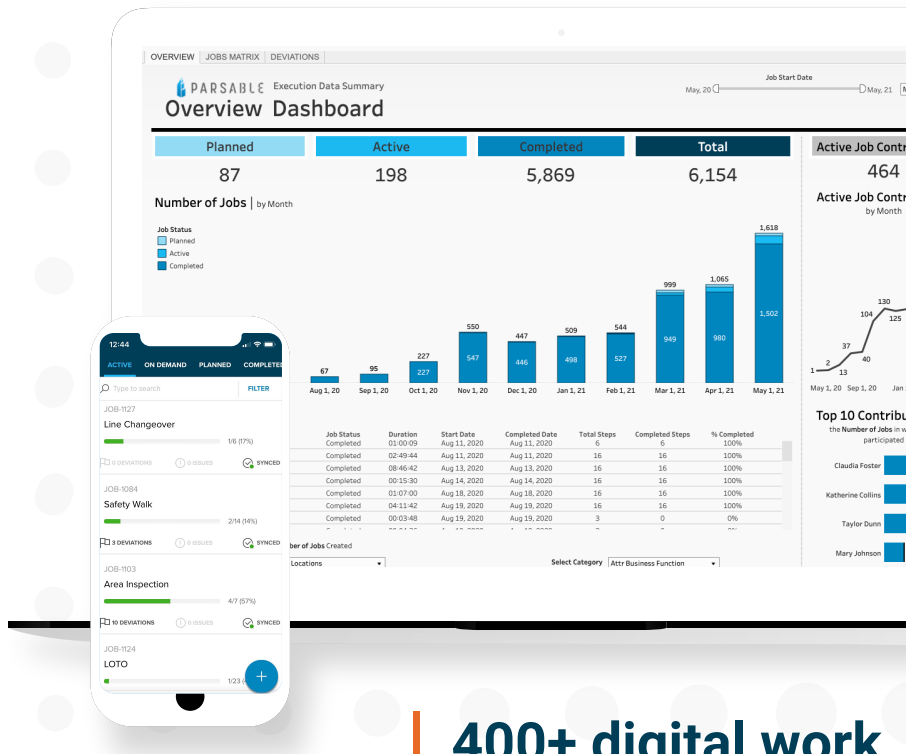 OVERVIEW JOBS MATRIX DEVIATIONS
PARSABLE Execution Data Summary
Overview Dashboard
Job Start Date
May, 20 May, 21
Planned Active Completed Total Active Job Contr
87 198 5,869 6,154 464
Number of Jobs | by Month
Active Job Contr
by Month
Job Status
Planned
Active
Completed
67 95 227 550 447 509 544 999 1,065 1,618
227 547 446 498 527 949 980 1,502
Aug 1, 20 Sep 1, 20 Oct 1, 20 Nov 1, 20 Dec 1, 20 Jan 1, 21 Feb 1, 21 Mar 1, 21 Apr 1, 21 May 1, 21
1 2 13 37 40 104 130 125
May 1, 20 Sep 1, 20 Jan
Top 10 Contribu
the Number of Jobs in w
participated
Claudia Foster
Katherine Collins
Taylor Dunn
Mary Johnson
Job Status Duration Start Date Completed Date Total Steps Completed Steps % Completed
Completed 01:00:09 Aug 11, 2020 Aug 11, 2020 6 6 100%
Completed 02:49:44 Aug 11, 2020 Aug 11, 2020 16 16 100%
Completed 08:46:42 Aug 13, 2020 Aug 13, 2020 16 16 100%
Completed 00:15:30 Aug 14, 2020 Aug 14, 2020 16 16 100%
Completed 01:07:00 Aug 18, 2020 Aug 18, 2020 16 16 100%
Completed 04:11:42 Aug 19, 2020 Aug 19, 2020 16 16 100%
Completed 00:03:48 Aug 19, 2020 Aug 19, 2020 3 0 0%
ber of Jobs Created
Locations
Select Category Attr Business Function
12:44
ACTIVE ON DEMAND PLANNED COMPLETE
Type to search FILTER
JOB-1127
Line Changeover
1/6 (17%)
0 DEVIATIONS 0 ISSUES SYNCED
JOB-1084
Safety Walk
2/14 (14%)
3 DEVIATIONS 0 ISSUES SYNCED
JOB-1103
Area Inspection
4/7 (57%)
10 DEVIATIONS 0 ISSUES SYNCED
JOB-1124
LOTO
1/23
+
400+ digital work